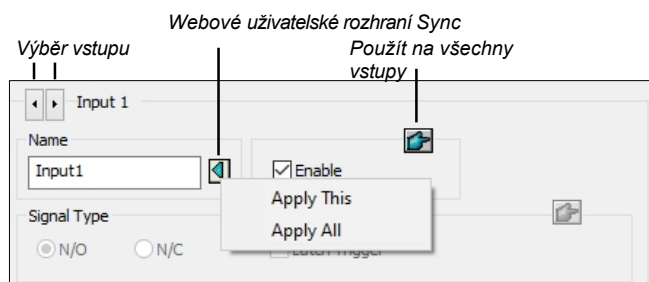 Webové uživatelské rozhraní Sync
Výběr vstupu
Použít na všechny
vstupy
Input 1
Name
Input1
Enable
Apply This
Apply All
Signal Type
N/O
N/C
Latch Trigger